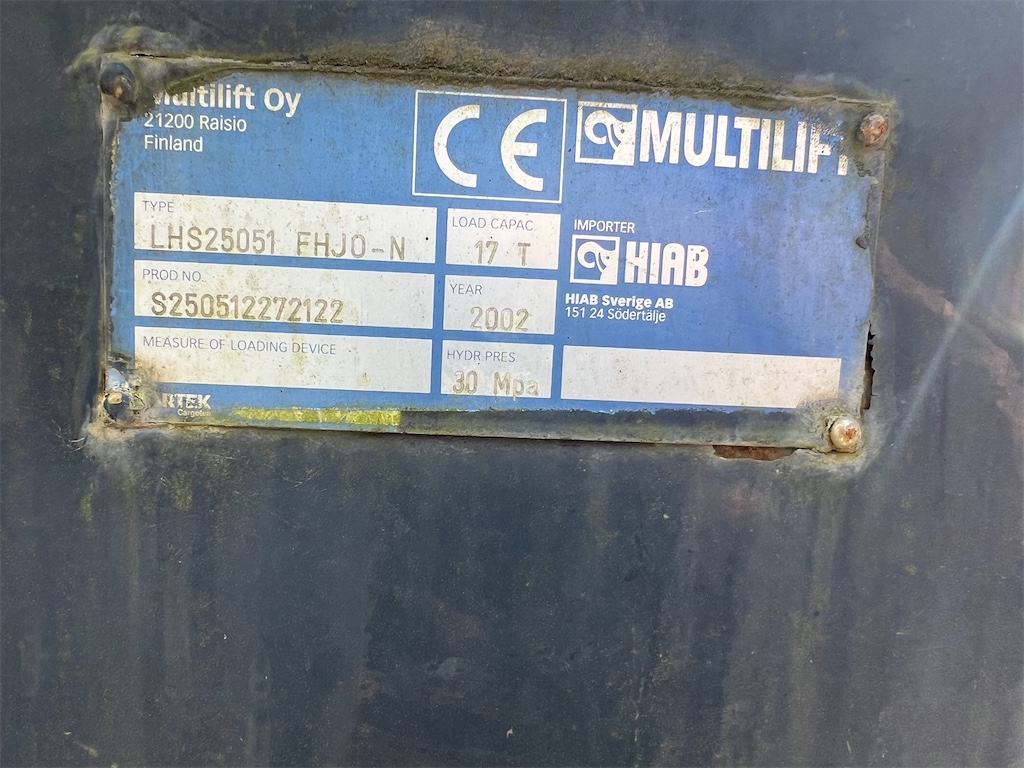 Multilift Oy
21200 Raisio
Finland
CE
MULTILIFT
TYPE
LHS25051 FHJO-N
LOAD CAPAC
17 T
IMPORTER
HIAB
HIAB Sverige AB
151 24 Södertälje
PROD NO.
S250512272122
YEAR
2002
MEASURE OF LOADING DEVICE
HYDR PRES
30 Mpa